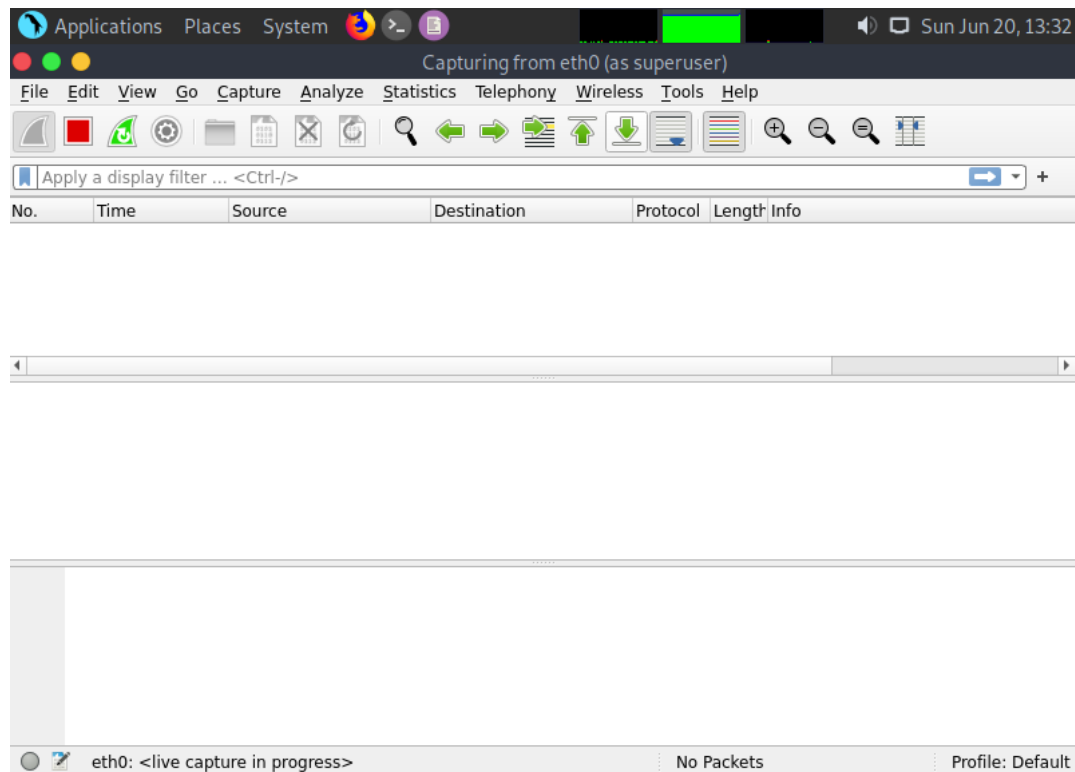 Applications Places System Sun Jun 20, 13:32
Capturing from eth0 (as superuser)
File Edit View Go Capture Analyze Statistics Telephony Wireless Tools Help
Apply a display filter ... <Ctrl-/> +
No. Time Source Destination Protocol Length Info
eth0: <live capture in progress> No Packets Profile: Default